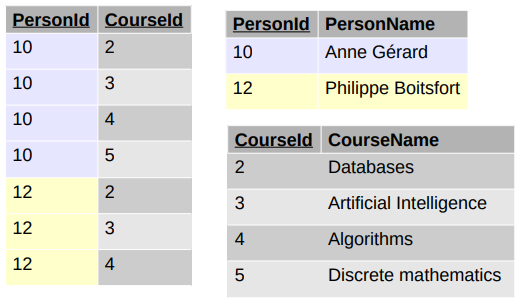 PersonId CourseId
10 2
10 3
10 4
10 5
12 2
12 3
12 4
PersonId PersonName
10 Anne Gérard
12 Philippe Boitsfort
CourseId CourseName
2 Databases
3 Artificial Intelligence
4 Algorithms
5 Discrete mathematics